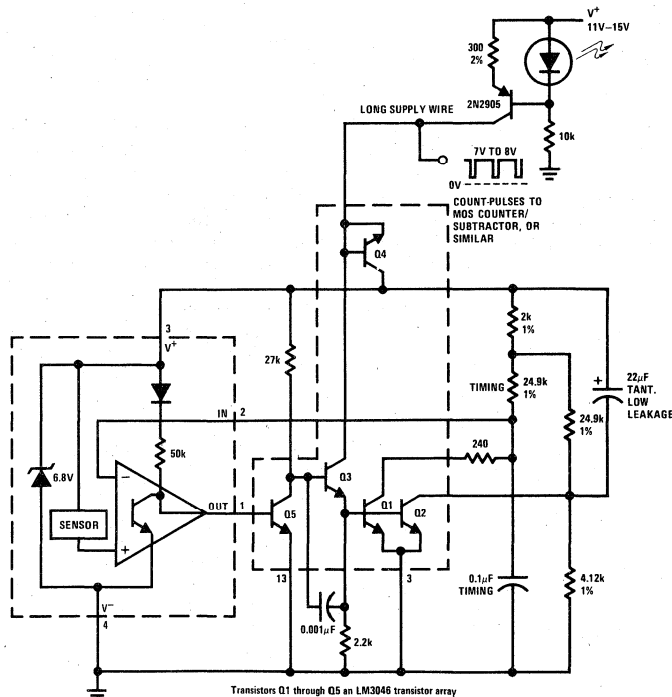 V+
11V–15V
300
2%
2N2905
LONG SUPPLY WIRE
10k
7V TO 8V
0V
COUNT-PULSES TO
MOS COUNTER/
SUBTRACTOR, OR
SIMILAR
Q4
3
V+
2k
1%
27k
TIMING
24.9k
1%
22µF
TANT.
LOW
LEAKAGE
24.9k
1%
IN
2
50k
240
6.8V
–
Q3
SENSOR
OUT
1
Q5
Q1
Q2
+
13
3
0.1µF
TIMING
4.12k
1%
V–
4
0.001µF
2.2k
Transistors Q1 through Q5 an LM3046 transistor array